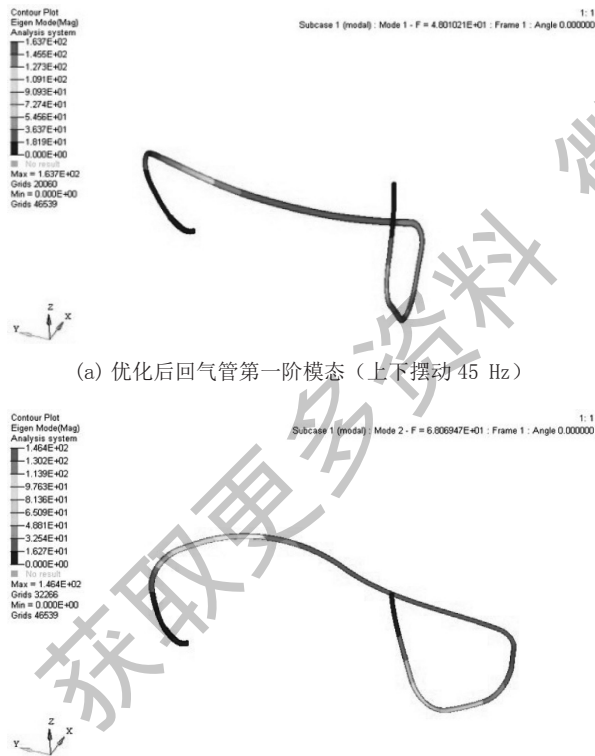 Contour Plot
Eigen Mode(Mag)
Analysis system
1.637E+02
1.455E+02
1.273E+02
1.091E+02
9.093E+01
7.274E+01
5.456E+01
3.637E+01
1.819E+01
0.000E+00
No result
Max = 1.637E+02
Grids 20060
Min = 0.000E+00
Grids 46539
1: 1
Subcase 1 (modal) : Mode 1 - F = 4.801021E+01 : Frame 1 : Angle 0.000000
Z
X
Y
(a) 优化后回气管第一阶模态（上下摆动 45 Hz）
Contour Plot
Eigen Mode(Mag)
Analysis system
1.464E+02
1.302E+02
1.139E+02
9.763E+01
8.136E+01
6.509E+01
4.881E+01
3.254E+01
1.627E+01
0.000E+00
No result
Max = 1.464E+02
Grids 32266
Min = 0.000E+00
Grids 46539
1: 1
Subcase 1 (modal) : Mode 2 - F = 6.806947E+01 : Frame 1 : Angle 0.000000
Z
X
Y
获取更多资料